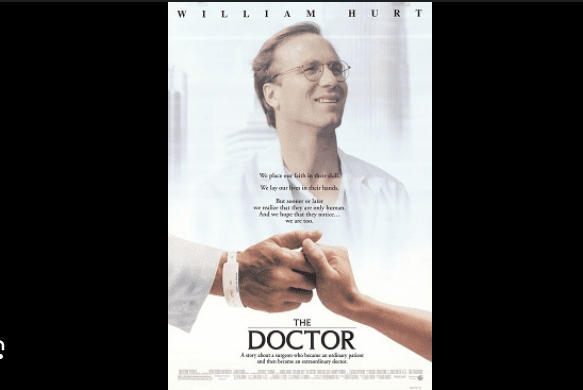 WILLIAM HURT
We place our faith in their skill.
We lay our lives in their hands.
But sooner or later
we realize that they are only human.
And we hope that they notice...
we are too.
THE
DOCTOR
A story about a surgeon who became an ordinary patient
and then became an extraordinary doctor.